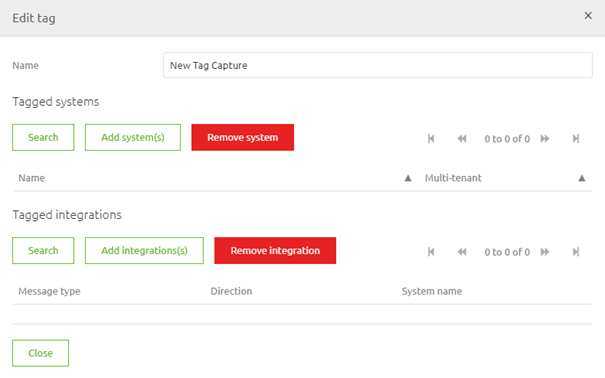 Edit tag ×
Name New Tag Capture
Tagged systems
Search Add system(s) Remove system 0 to 0 of 0
Name Multi-tenant
Tagged integrations
Search Add integrations(s) Remove integration 0 to 0 of 0
Message type Direction System name
Close